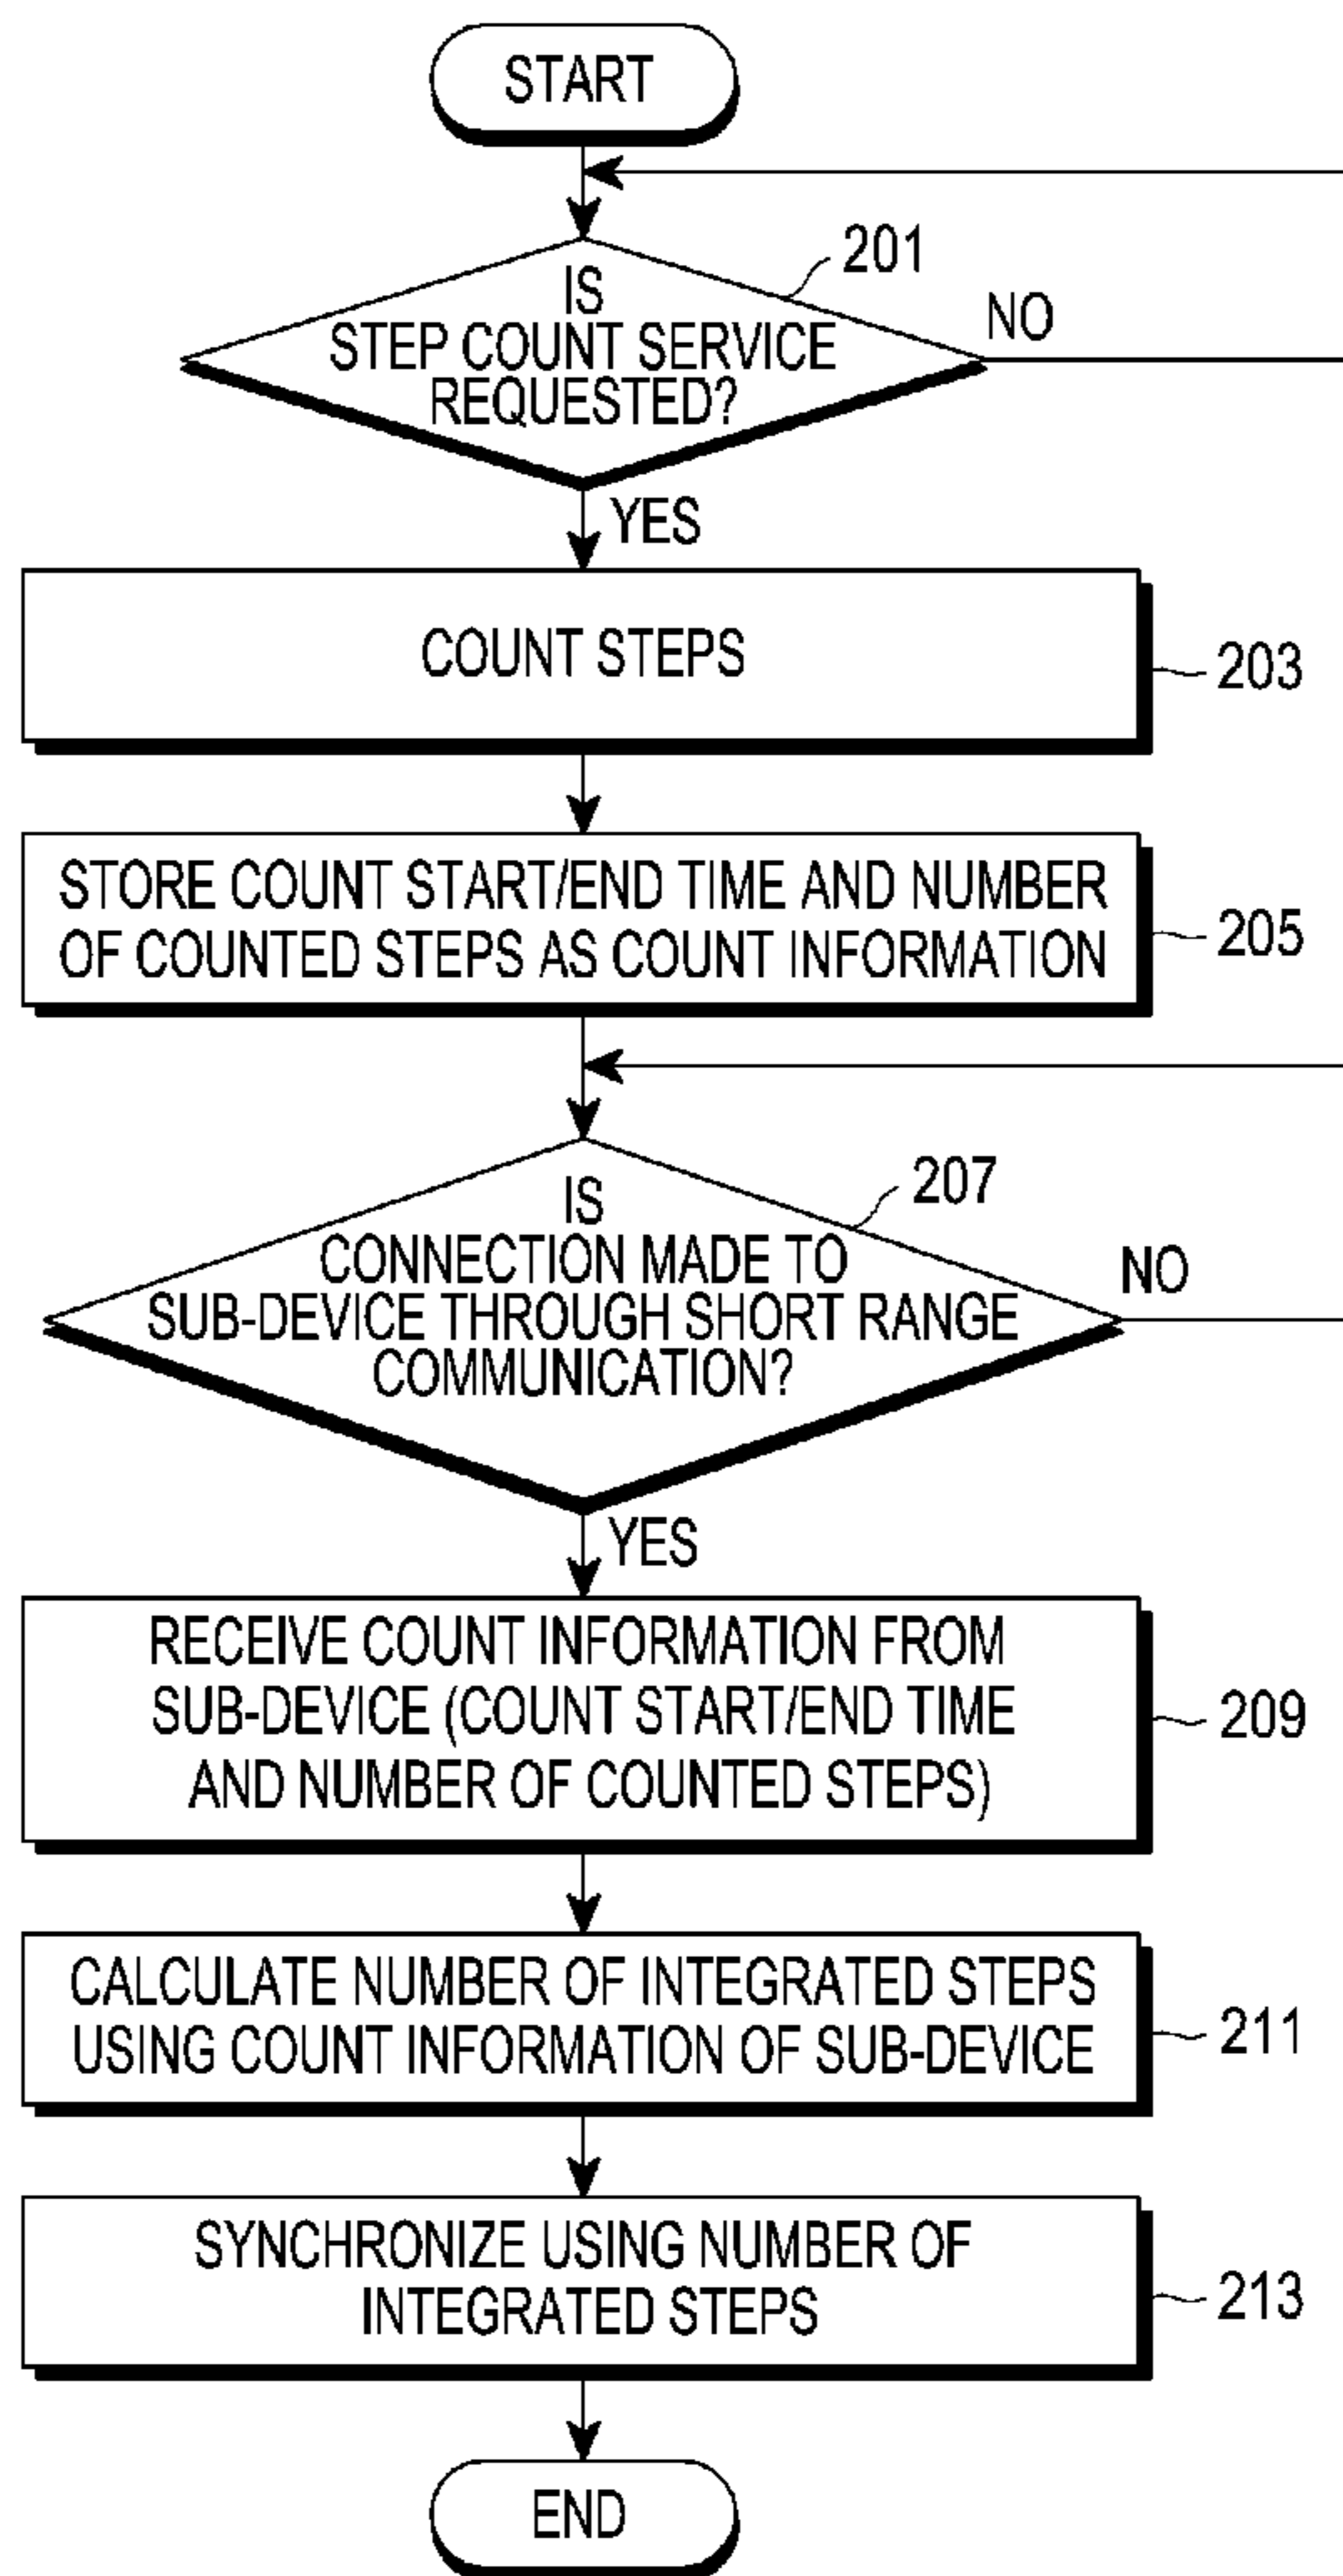 START
201
IS
STEP COUNT SERVICE
REQUESTED?
NO
YES
COUNT STEPS
203
STORE COUNT START/END TIME AND NUMBER
OF COUNTED STEPS AS COUNT INFORMATION
205
207
IS
CONNECTION MADE TO
SUB-DEVICE THROUGH SHORT RANGE
COMMUNICATION?
NO
YES
RECEIVE COUNT INFORMATION FROM
SUB-DEVICE (COUNT START/END TIME
AND NUMBER OF COUNTED STEPS)
209
CALCULATE NUMBER OF INTEGRATED STEPS
USING COUNT INFORMATION OF SUB-DEVICE
211
SYNCHRONIZE USING NUMBER OF
INTEGRATED STEPS
213
END